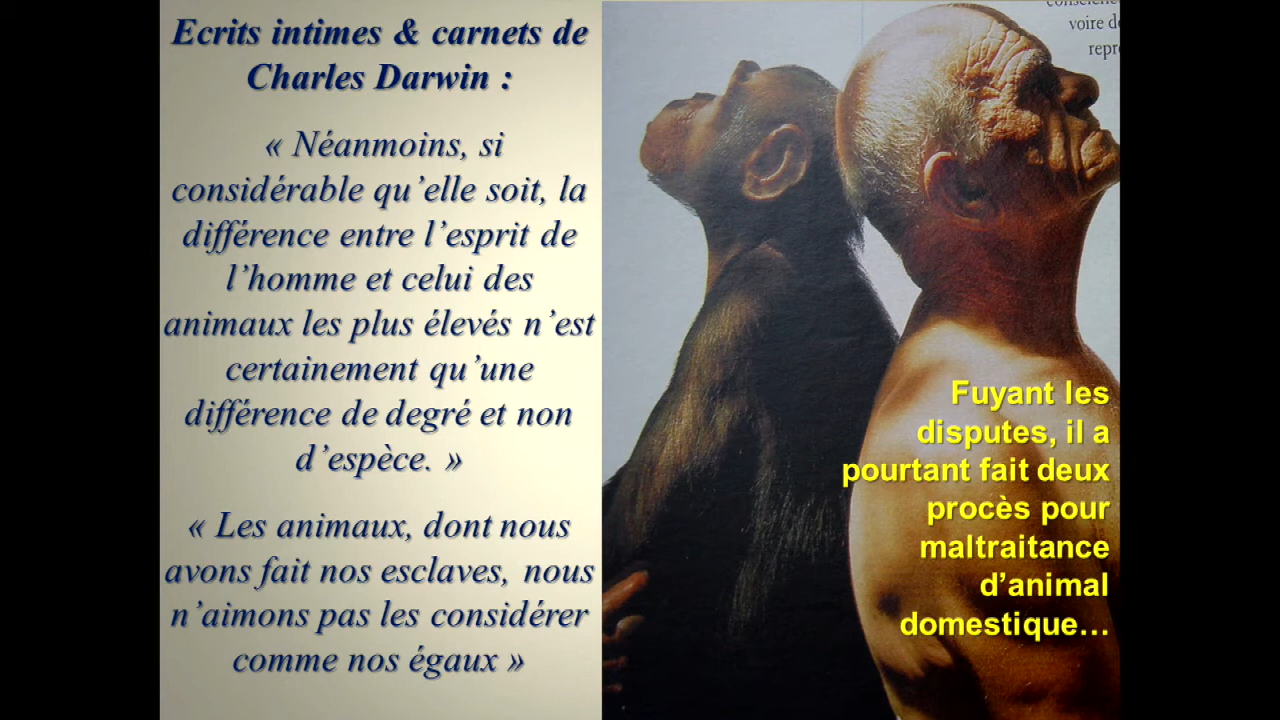 Ecrits intimes & carnets de
Charles Darwin :
« Néanmoins, si
considérable qu’elle soit, la
différence entre l’esprit de
l’homme et celui des
animaux les plus élevés n’est
certainement qu’une
différence de degré et non
d’espèce. »
« Les animaux, dont nous
avons fait nos esclaves, nous
n’aimons pas les considérer
comme nos égaux »
voire
Fuyant les
disputes, il a
pourtant fait deux
procès pour
maltraitance
d’animal
domestique…